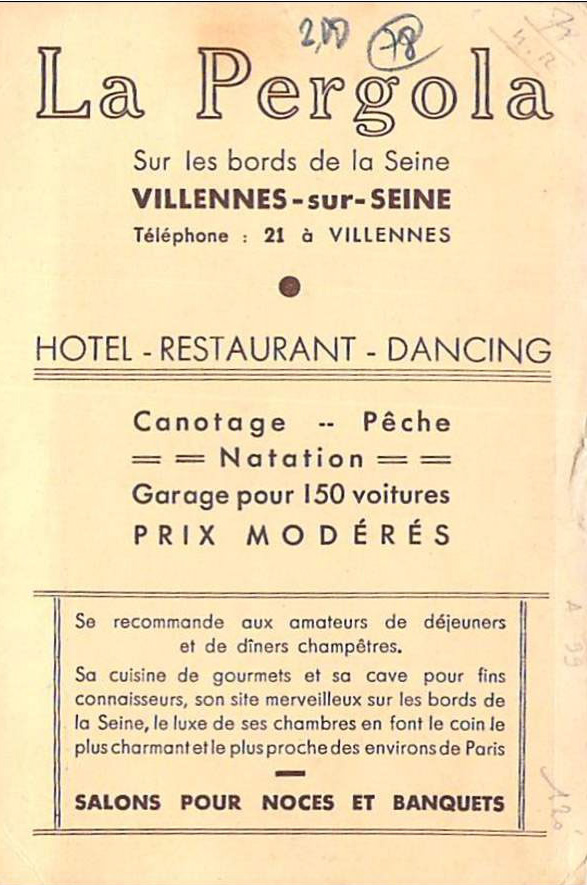 2,00 78
La Pergola
Sur les bords de la Seine
VILLENNES-sur-SEINE
Téléphone : 21 à VILLENNES
HOTEL - RESTAURANT - DANCING
Canotage -- Pêche
== Natation ==
Garage pour 150 voitures
PRIX MODÉRÉS
Se recommande aux amateurs de déjeuners
et de dîners champêtres.
Sa cuisine de gourmets et sa cave pour fins
connaisseurs, son site merveilleux sur les bords de
la Seine, le luxe de ses chambres en font le coin le
plus charmant et le plus proche des environs de Paris
SALONS POUR NOCES ET BANQUETS
120